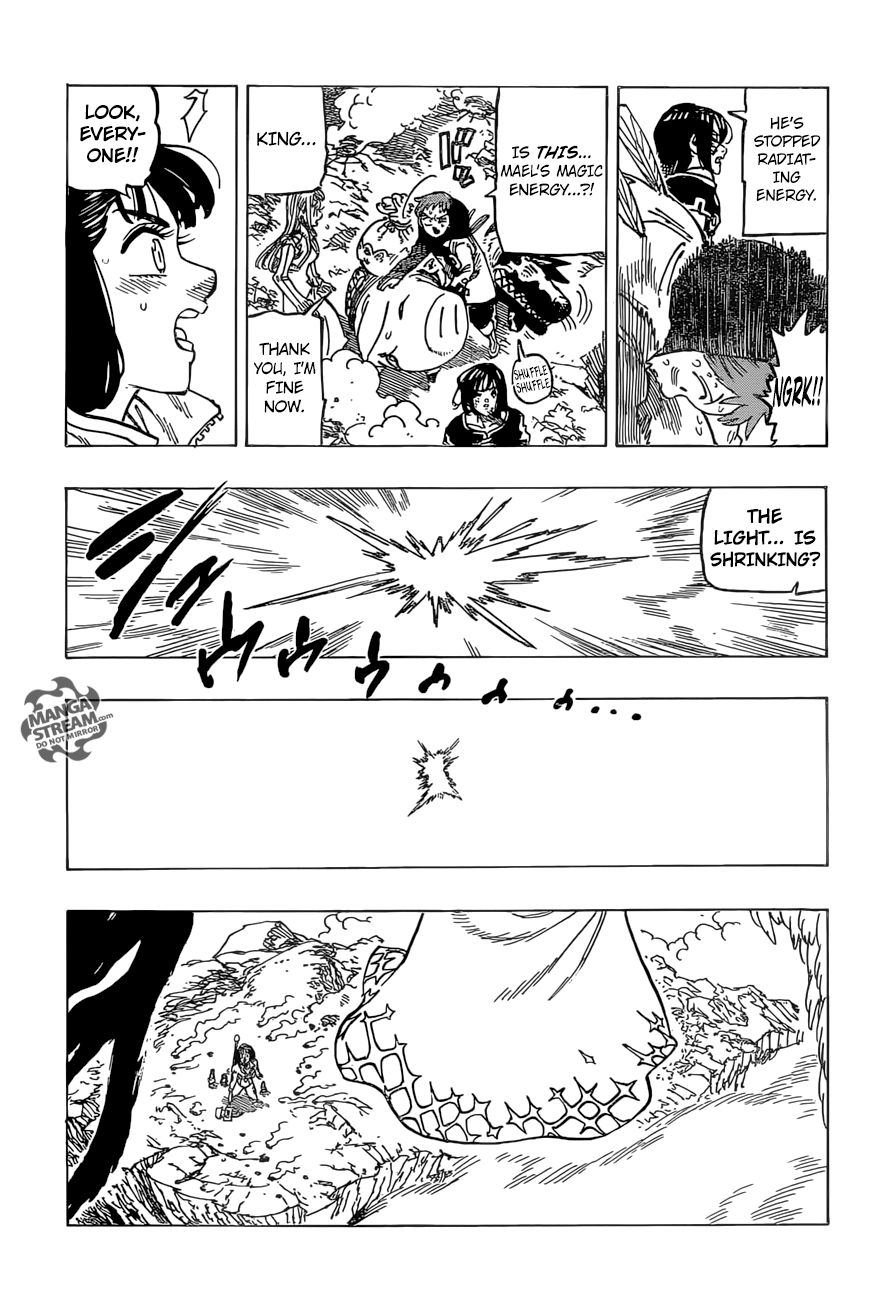 HE'S
STOPPED
RADIAT-
ING
ENERGY.
NGRK!!
IS THIS...
MAEL'S MAGIC
ENERGY...?!
KING...
THANK
YOU, I'M
FINE
NOW.
SHUFFLE
SHUFFLE
LOOK,
EVERY-
ONE!!
THE
LIGHT... IS
SHRINKING?
MANGA
STREAM.com
DO NOT MIRROR